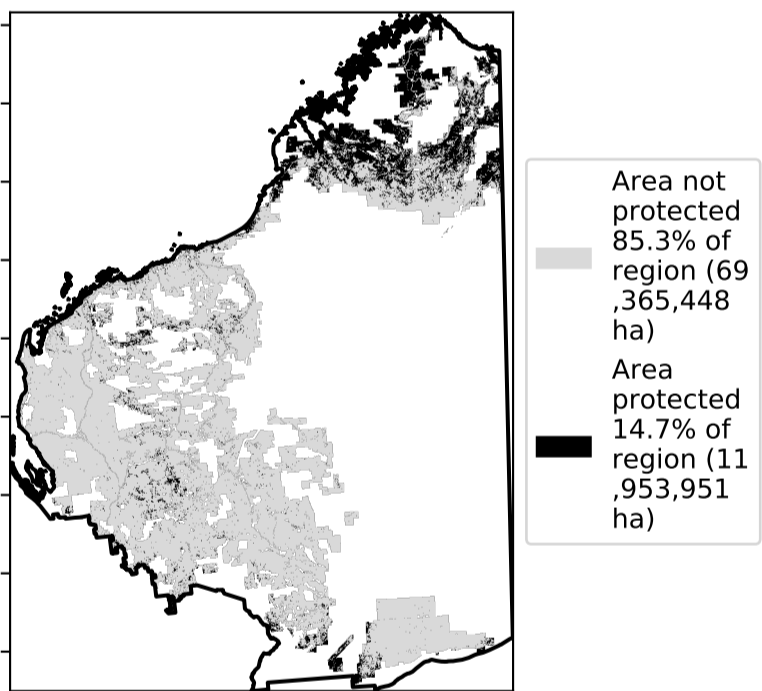 Area not
protected
85.3% of
region (69
,365,448
ha)
Area
protected
14.7% of
region (11
,953,951
ha)